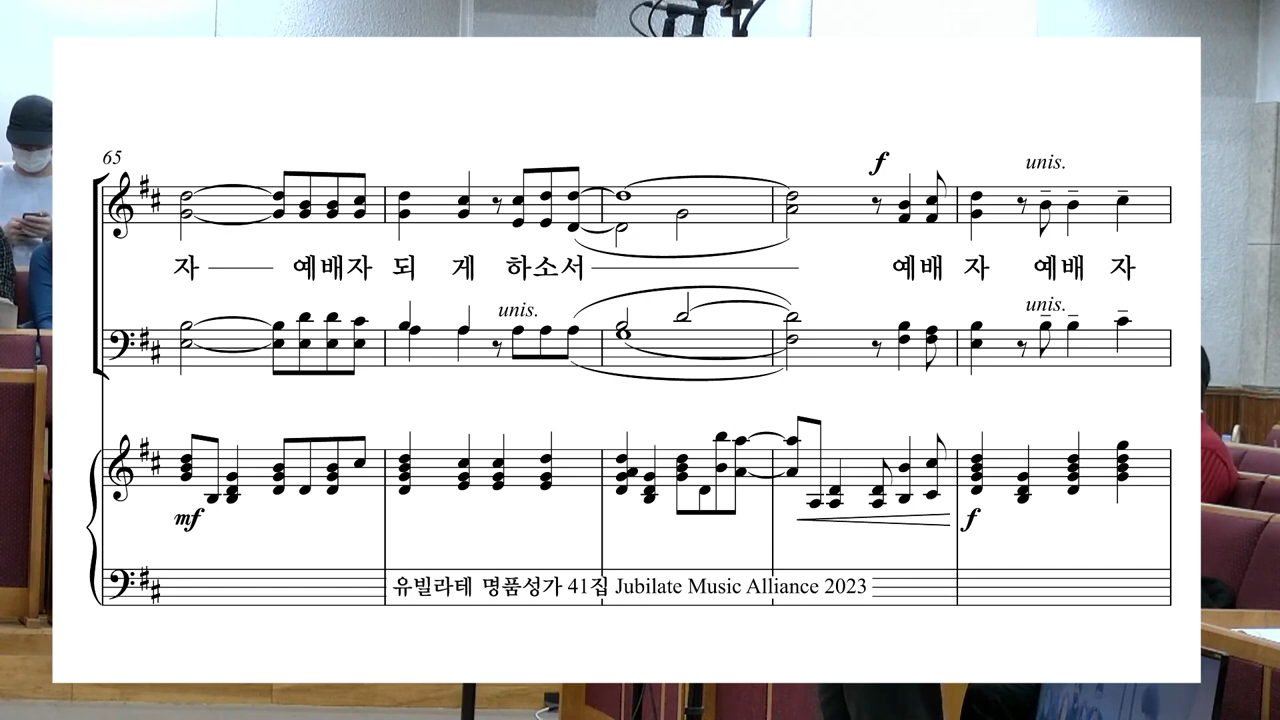 65
f unis.
자 예배자 되 게 하소서 예배 자 예배 자
unis. unis.
mf f
유빌라테 명품성가 41집 Jubilate Music Alliance 2023